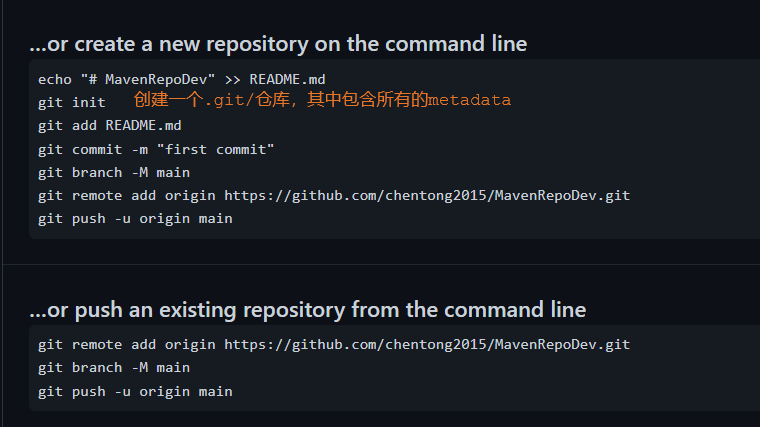 ...or create a new repository on the command line
echo "# MavenRepoDev" >> README.md
git init 创建一个.git/仓库, 其中包含所有的metadata
git add README.md
git commit -m "first commit"
git branch -M main
git remote add origin https://github.com/chentong2015/MavenRepoDev.git
git push -u origin main
...or push an existing repository from the command line
git remote add origin https://github.com/chentong2015/MavenRepoDev.git
git branch -M main
git push -u origin main